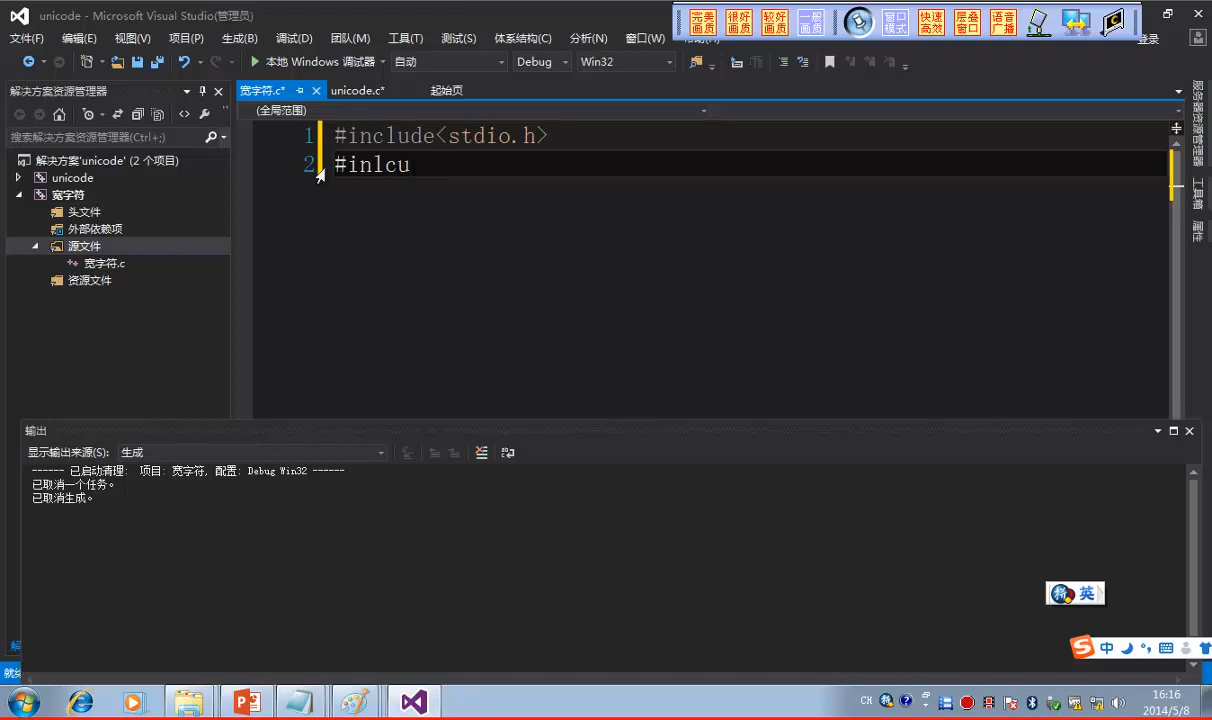 unicode - Microsoft Visual Studio(管理员)
完美画质 很好画质 较好画质 一般画质 窗口模式 快速高效 层叠窗口 语音广播
文件(F) 编辑(E) 视图(V) 项目(P) 生成(B) 调试(D) 团队(M) 工具(T) 测试(S) 体系结构(C) 分析(N) 窗口(W) 登录
本地 Windows 调试器 自动 Debug Win32
解决方案资源管理器
宽字符.c* unicode.c* 起始页
(全局范围)
搜索解决方案资源管理器(Ctrl+;)
解决方案'unicode' (2 个项目)
unicode
宽字符
头文件
外部依赖项
源文件
宽字符.c
资源文件
1 #include<stdio.h>
2 #inlcu
服务器资源管理器
工具箱
属性
输出
显示输出来源(S): 生成
------ 已启动清理: 项目: 宽字符, 配置: Debug Win32 ------
已取消一个任务。
已取消生成。
英
中
CH
16:16
2014/5/8